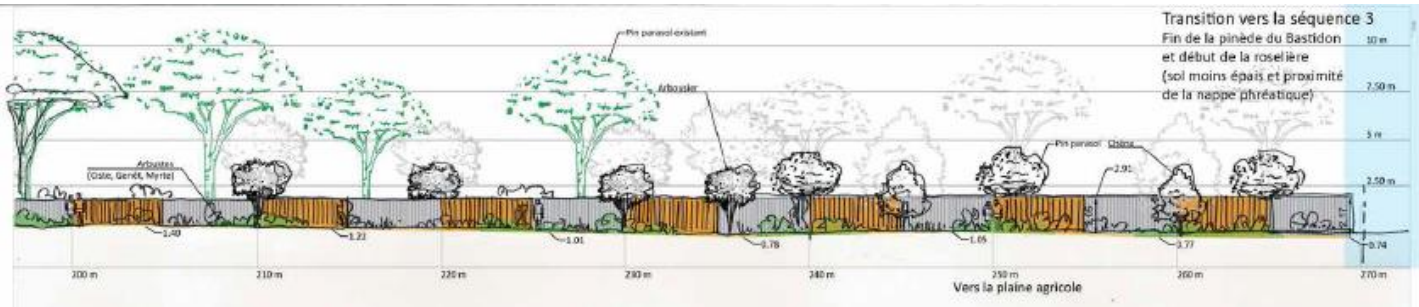 Transition vers la séquence 3
Fin de la pinède du Bastidon
et début de la roselière
(sol moins épais et proximité
de la nappe phréatique)
10 m
7.50 m
5 m
2.50 m
Pin parasol existant
Arbousier
Arbustes
(Ciste, Genêt, Myrte)
Pin parasol
Chêne
2.91
1.40
1.22
1.01
0.78
1.05
0.77
0.74
200 m
210 m
220 m
230 m
240 m
250 m
260 m
270 m
Vers la plaine agricole